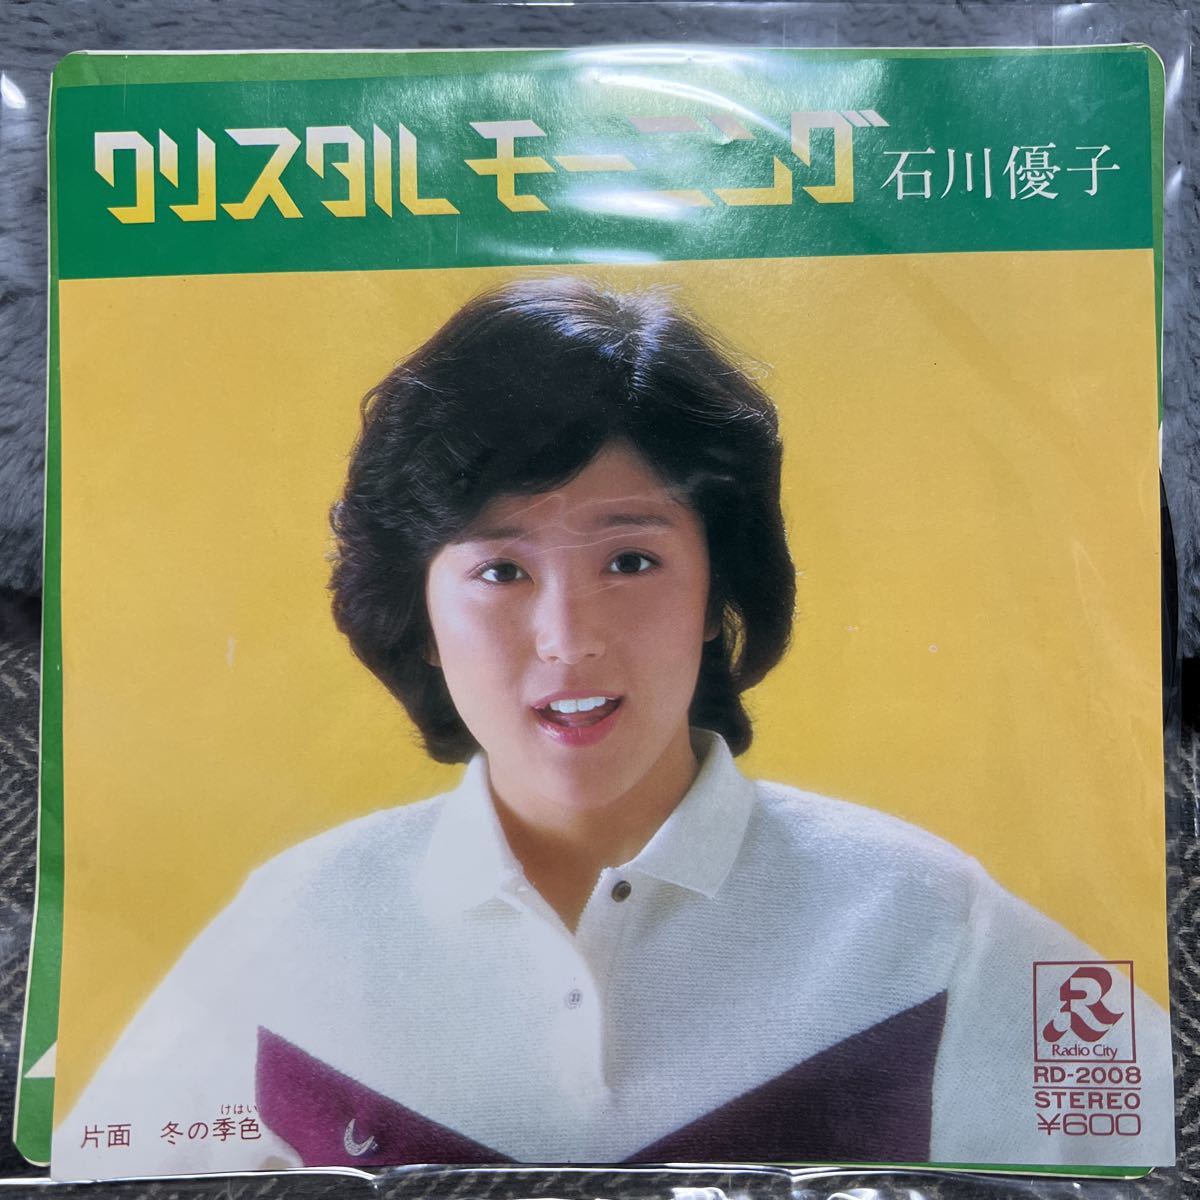 クリスタル モーニング 石川優子
けはい
片面 冬の季色
R
Radio City
RD-2008
STEREO
¥600